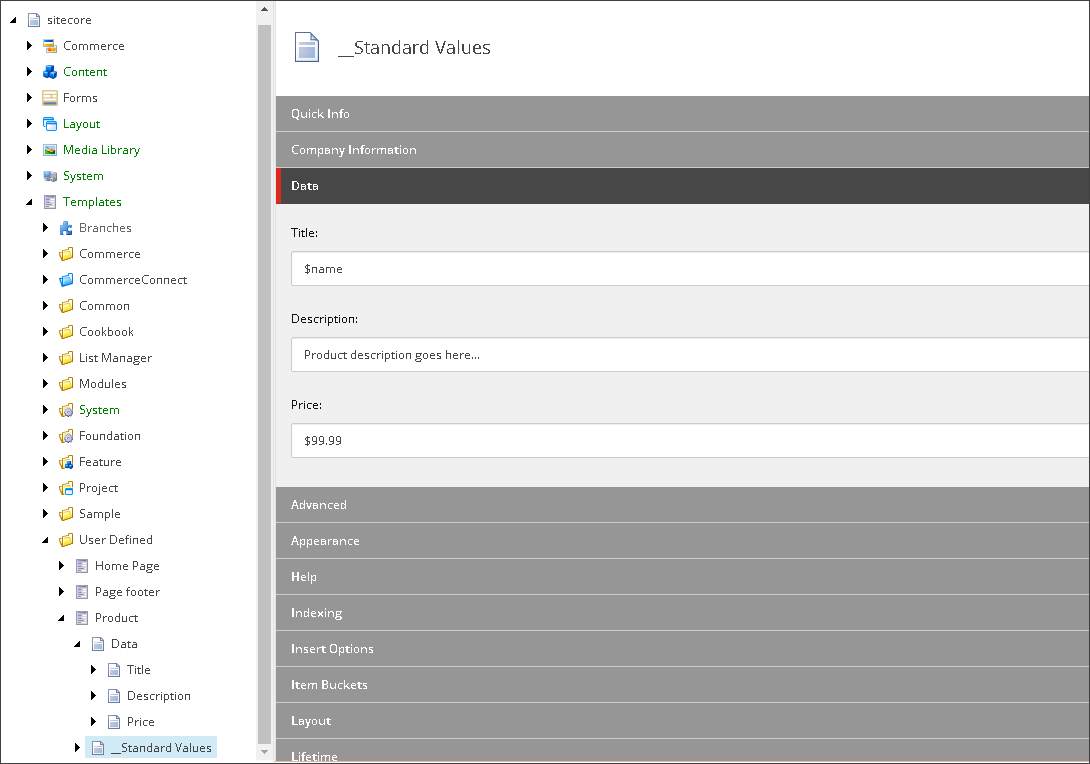 sitecore
Commerce
Content
Forms
Layout
Media Library
System
Templates
Branches
Commerce
CommerceConnect
Common
Cookbook
List Manager
Modules
System
Foundation
Feature
Project
Sample
User Defined
Home Page
Page footer
Product
Data
Title
Description
Price
__Standard Values
__Standard Values
Quick Info
Company Information
Data
Title:
$name
Description:
Product description goes here...
Price:
$99.99
Advanced
Appearance
Help
Indexing
Insert Options
Item Buckets
Layout
Lifetime